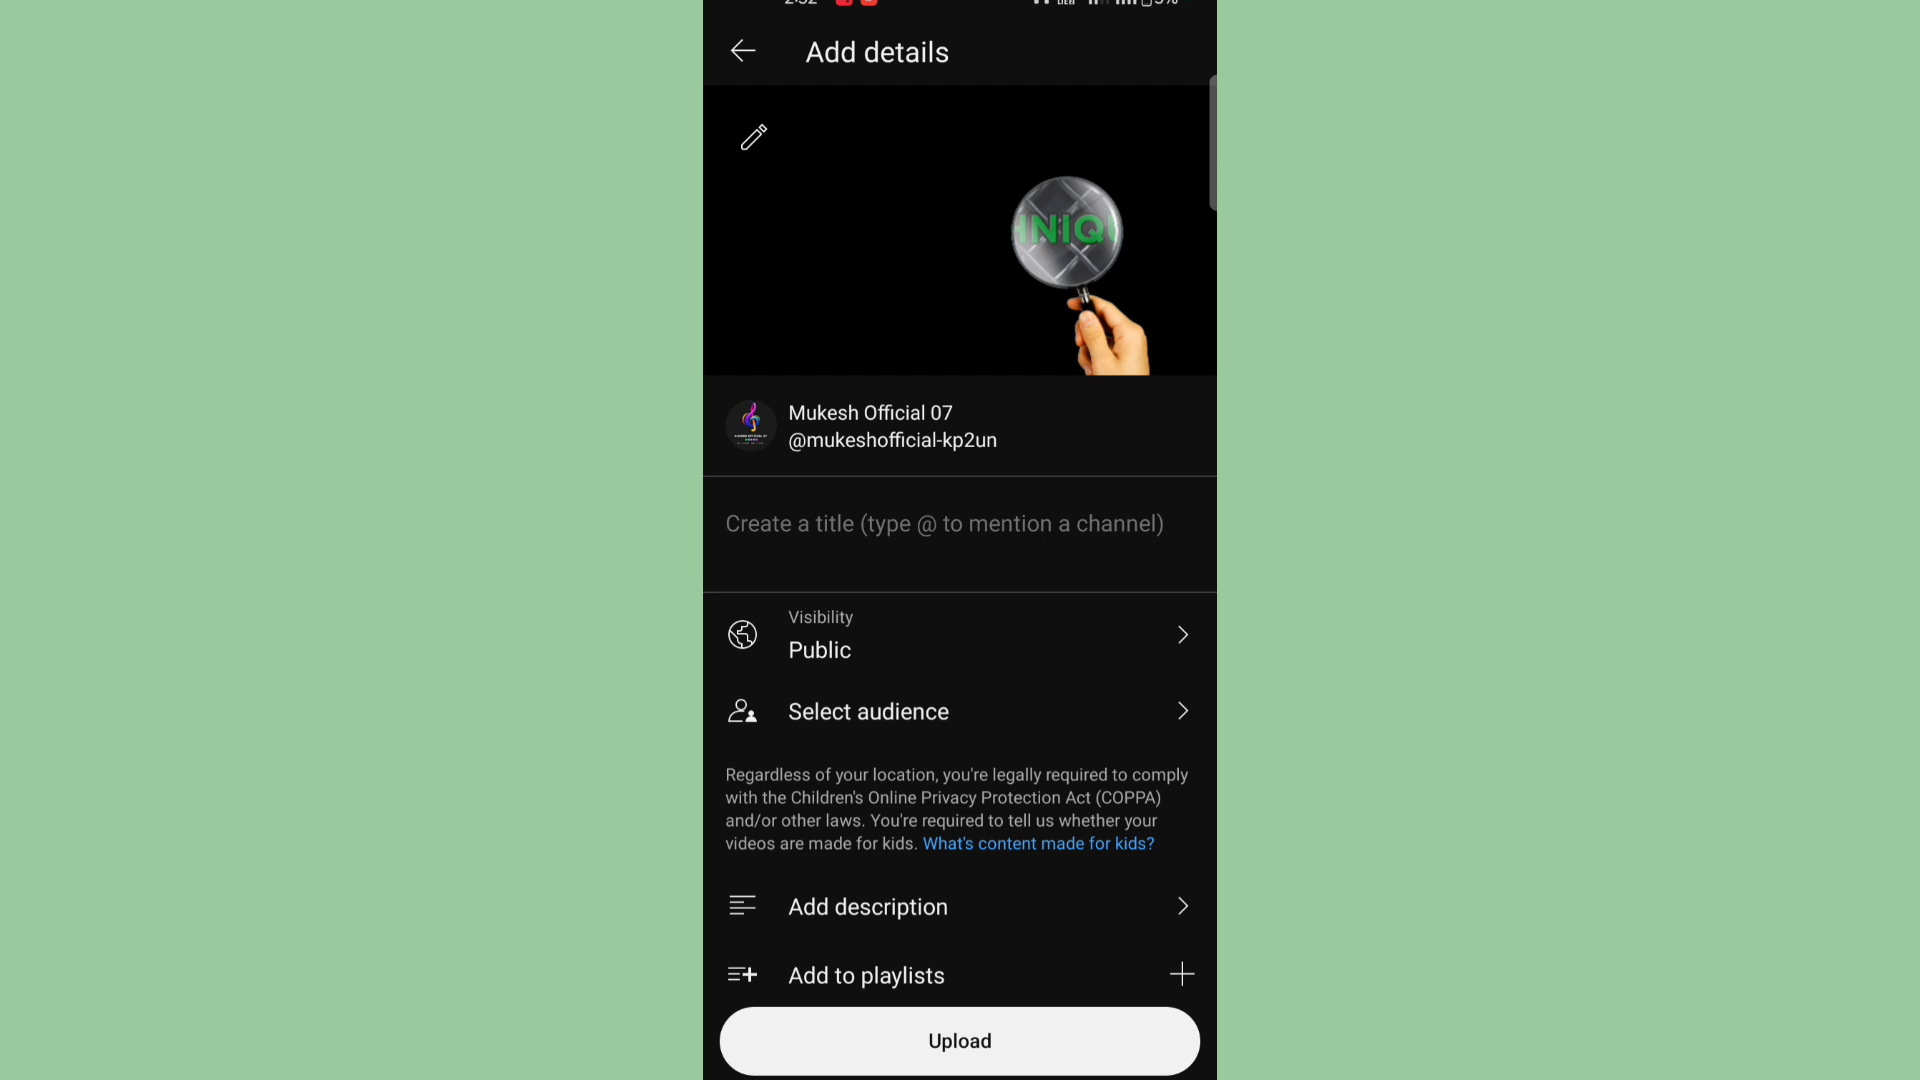 Add details
HNIQU
Mukesh Official 07
@mukeshofficial-kp2un
Create a title (type @ to mention a channel)
Visibility
Public
Select audience
Regardless of your location, you're legally required to comply
with the Children's Online Privacy Protection Act (COPPA)
and/or other laws. You're required to tell us whether your
videos are made for kids. What's content made for kids?
Add description
Add to playlists
Upload